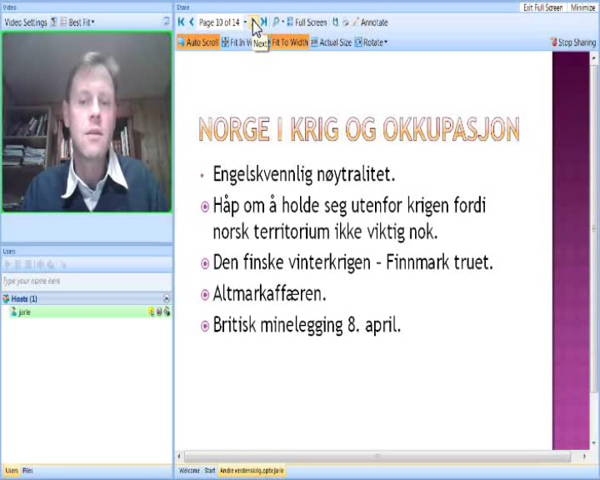 Video
Share
Exit Full Screen
Minimize
Video Settings
Best Fit
Page 10 of 14
Full Screen
Annotate
Auto Scroll
Fit In
Fit To Width
Actual Size
Rotate
Stop Sharing
Next
NORGE I KRIG OG OKKUPASJON
• Engelskvennlig nøytralitet.
Håp om å holde seg utenfor krigen fordi
norsk territorium ikke viktig nok.
Den finske vinterkrigen – Finnmark truet.
Altmarkaffæren.
Britisk minelegging 8. april.
Users
Type your name here
Hosts (1)
jarle
Users
Files
Welcome
Start